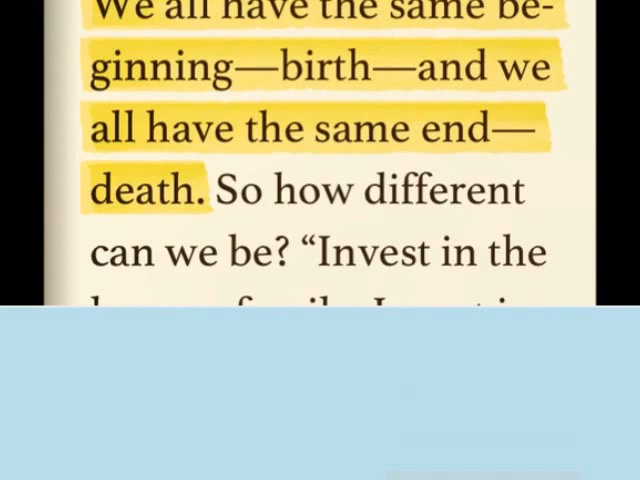 We all have the same be-
ginning—birth—and we
all have the same end—
death. So how different
can we be? “Invest in the